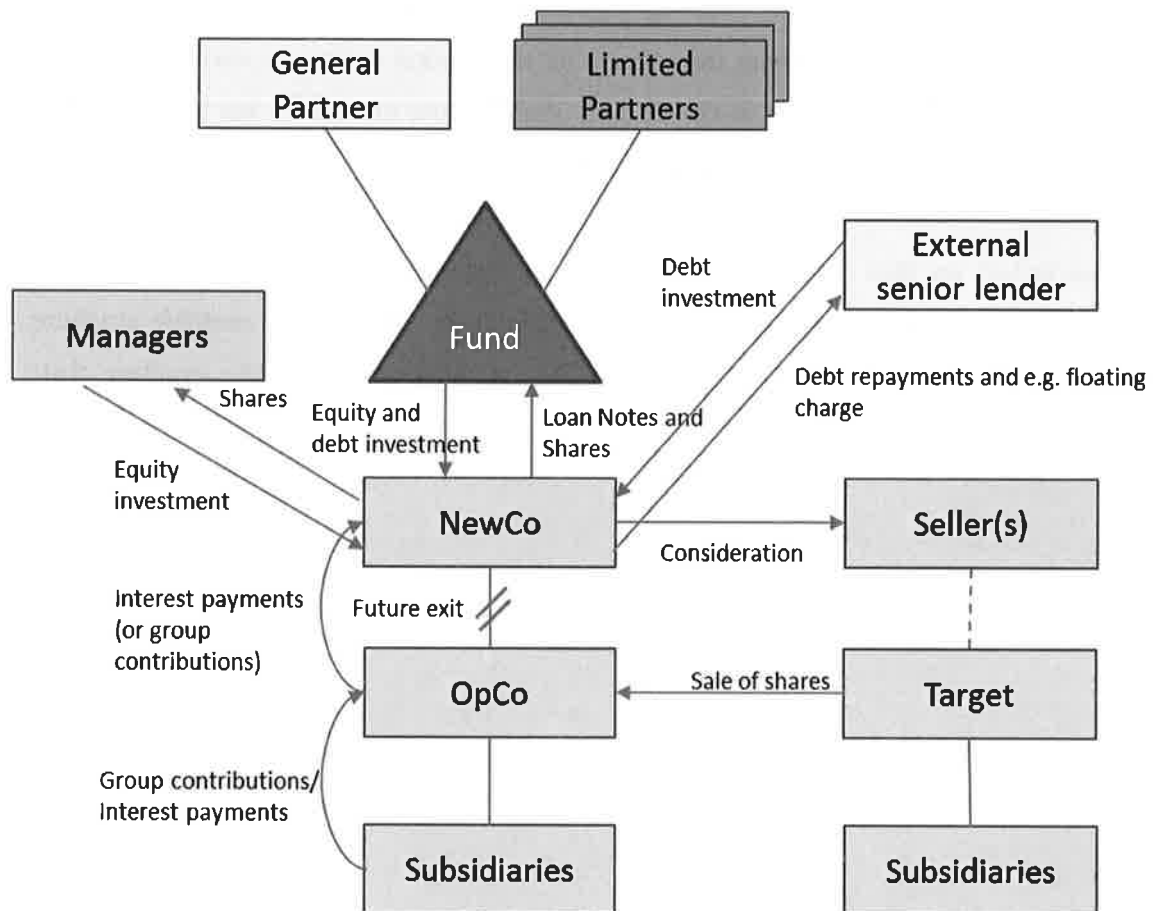 General
Partner
Limited
Partners
External
senior lender
Debt
investment
Managers
Fund
Shares
Equity and
debt investment
Loan Notes and
Shares
Debt repayments and e.g. floating
charge
Equity
investment
NewCo
Seller(s)
Consideration
Interest payments
(or group
contributions)
Future exit
OpCo
Sale of shares
Target
Group contributions/
Interest payments
Subsidiaries
Subsidiaries